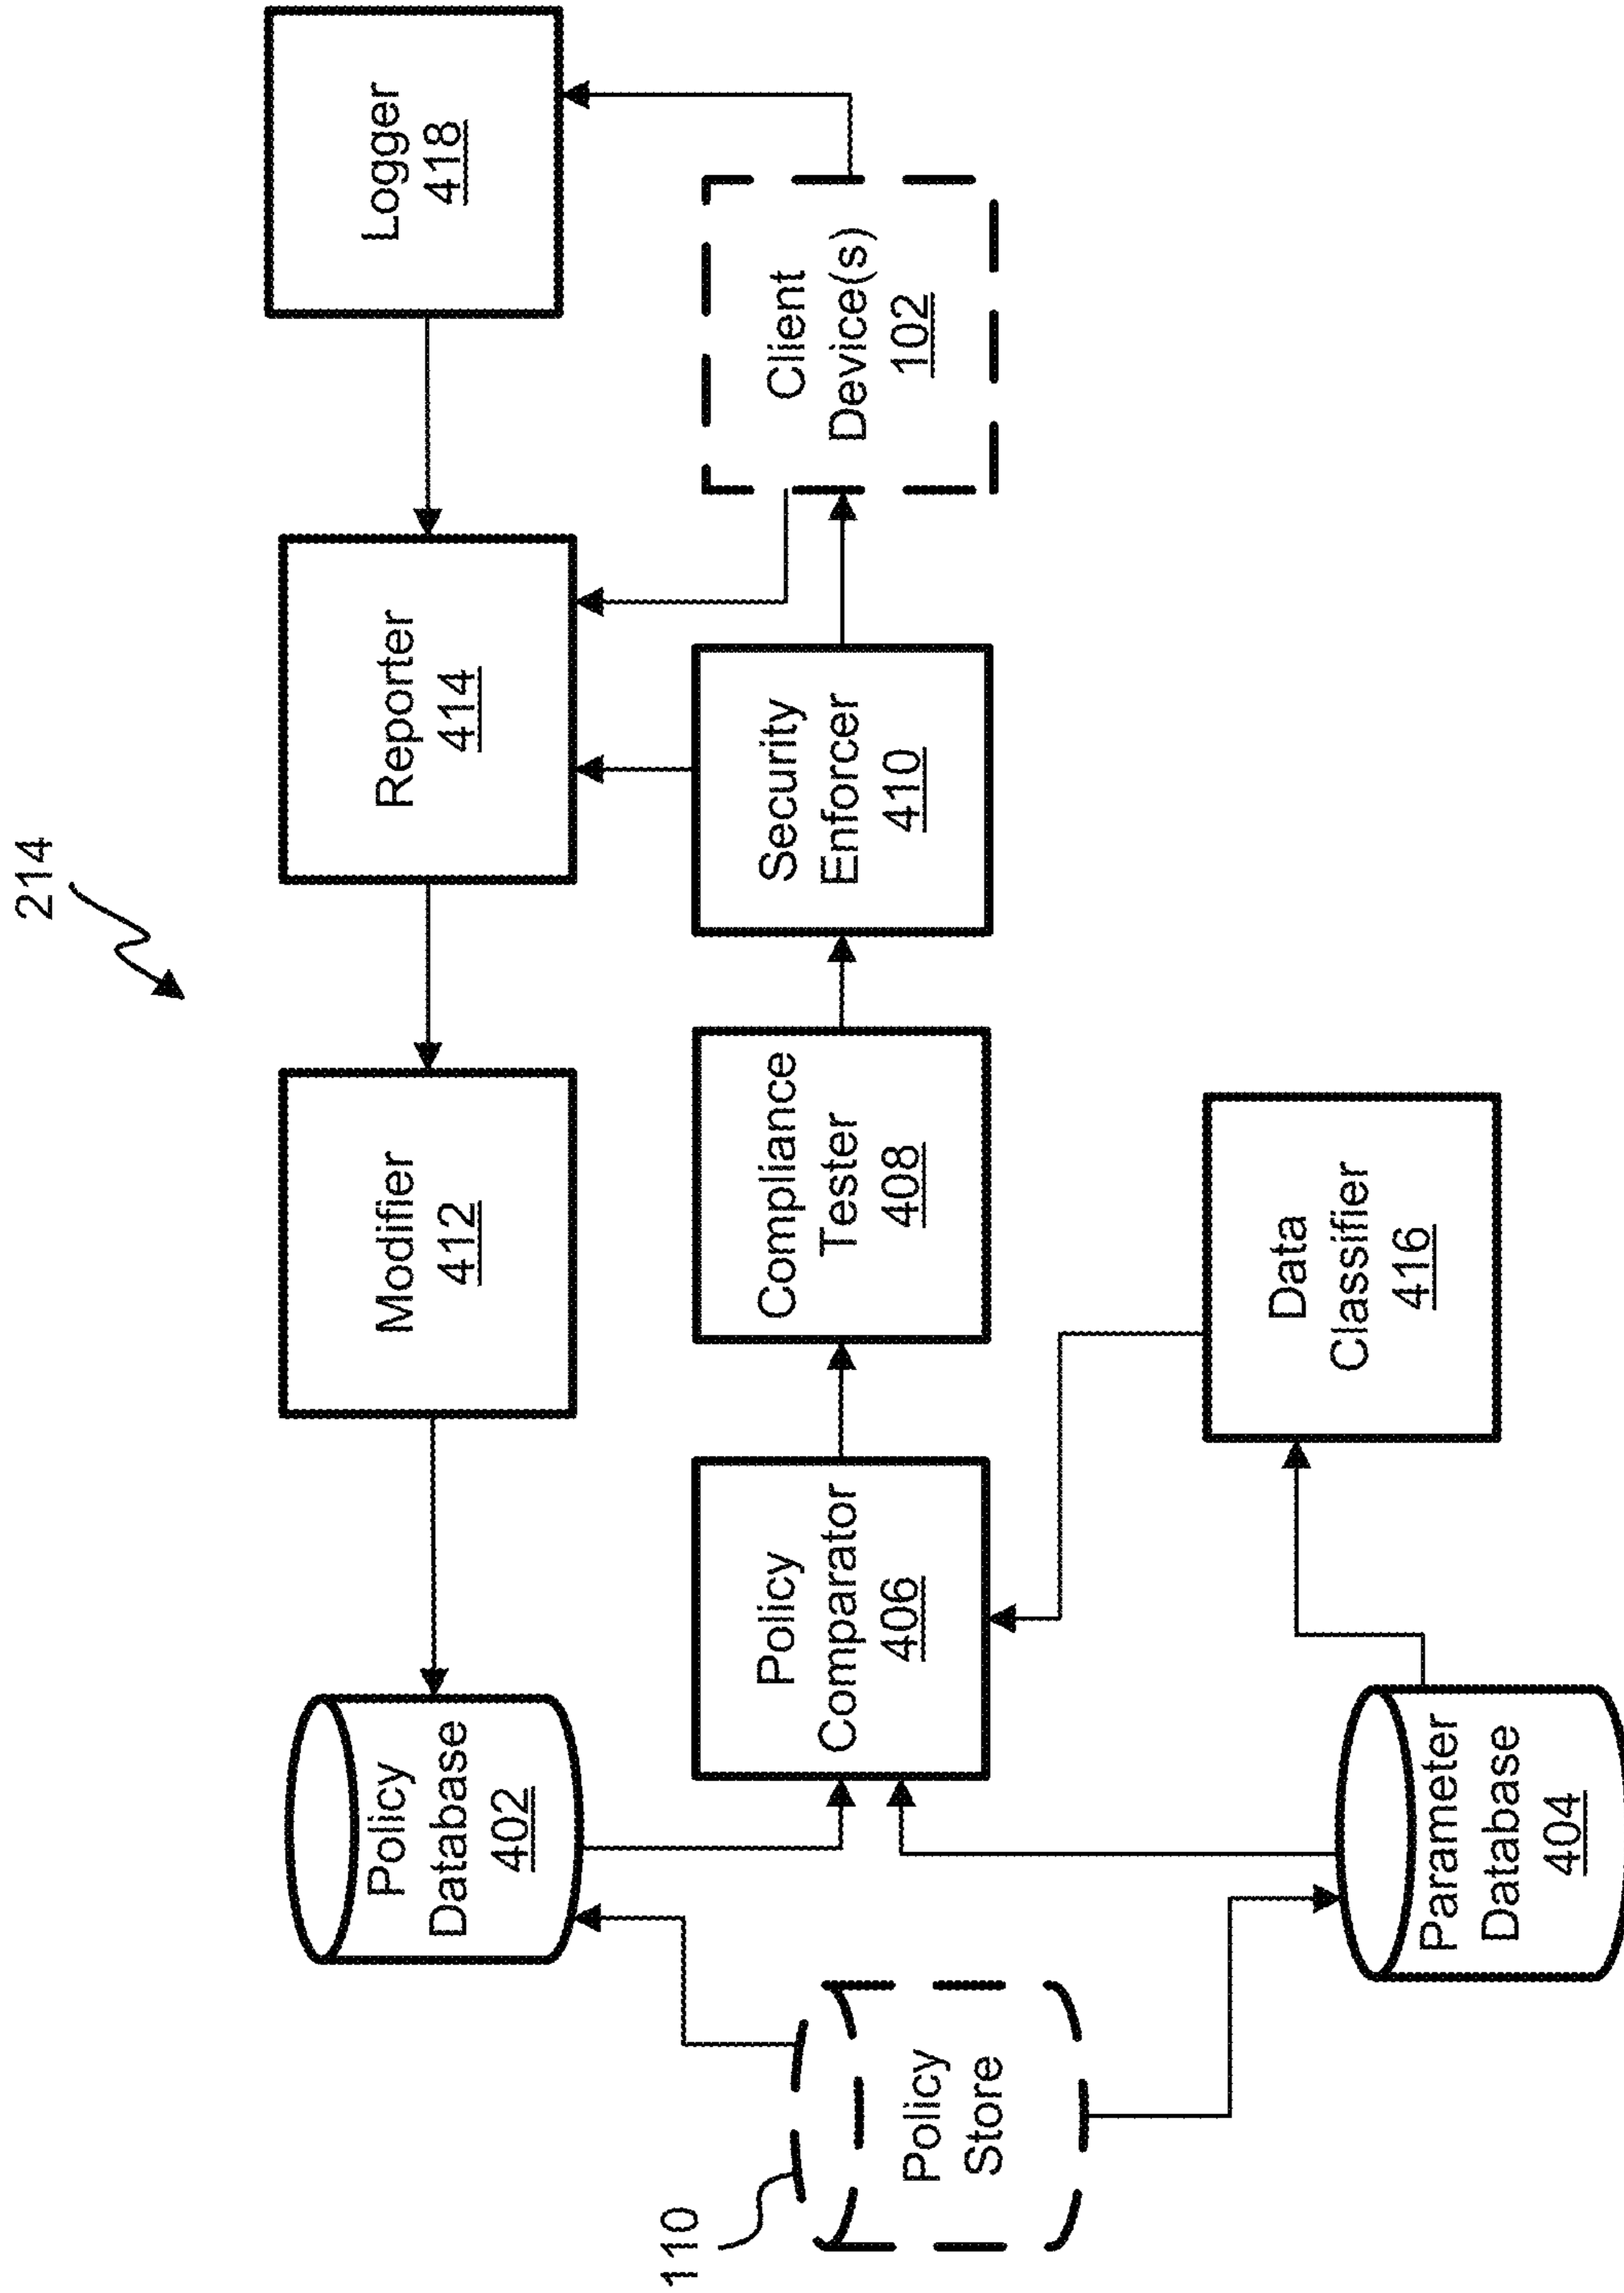 214
Policy
Database
402
Modifier
412
Reporter
414
Logger
418
110
Policy
Store
Policy
Comparator
406
Compliance
Tester
408
Security
Enforcer
410
Client
Device(s)
102
Parameter
Database
404
Data
Classifier
416